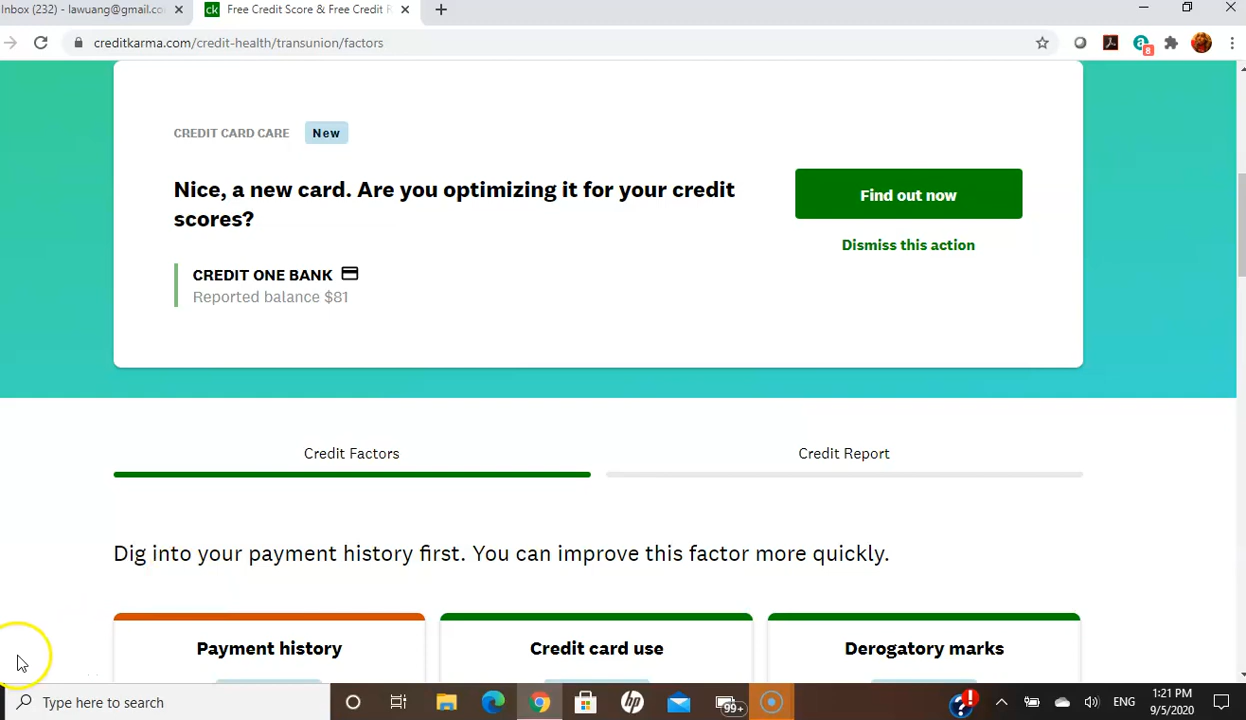 Inbox (232) - lawuang@gmail.co
ck Free Credit Score & Free Credit R
creditkarma.com/credit-health/transunion/factors
a
8
CREDIT CARD CARE New
Nice, a new card. Are you optimizing it for your credit
scores?
Find out now
Dismiss this action
CREDIT ONE BANK
Reported balance $81
Credit Factors
Credit Report
Dig into your payment history first. You can improve this factor more quickly.
Payment history
Credit card use
Derogatory marks
Type here to search
hp
99+
ENG
1:21 PM
9/5/2020